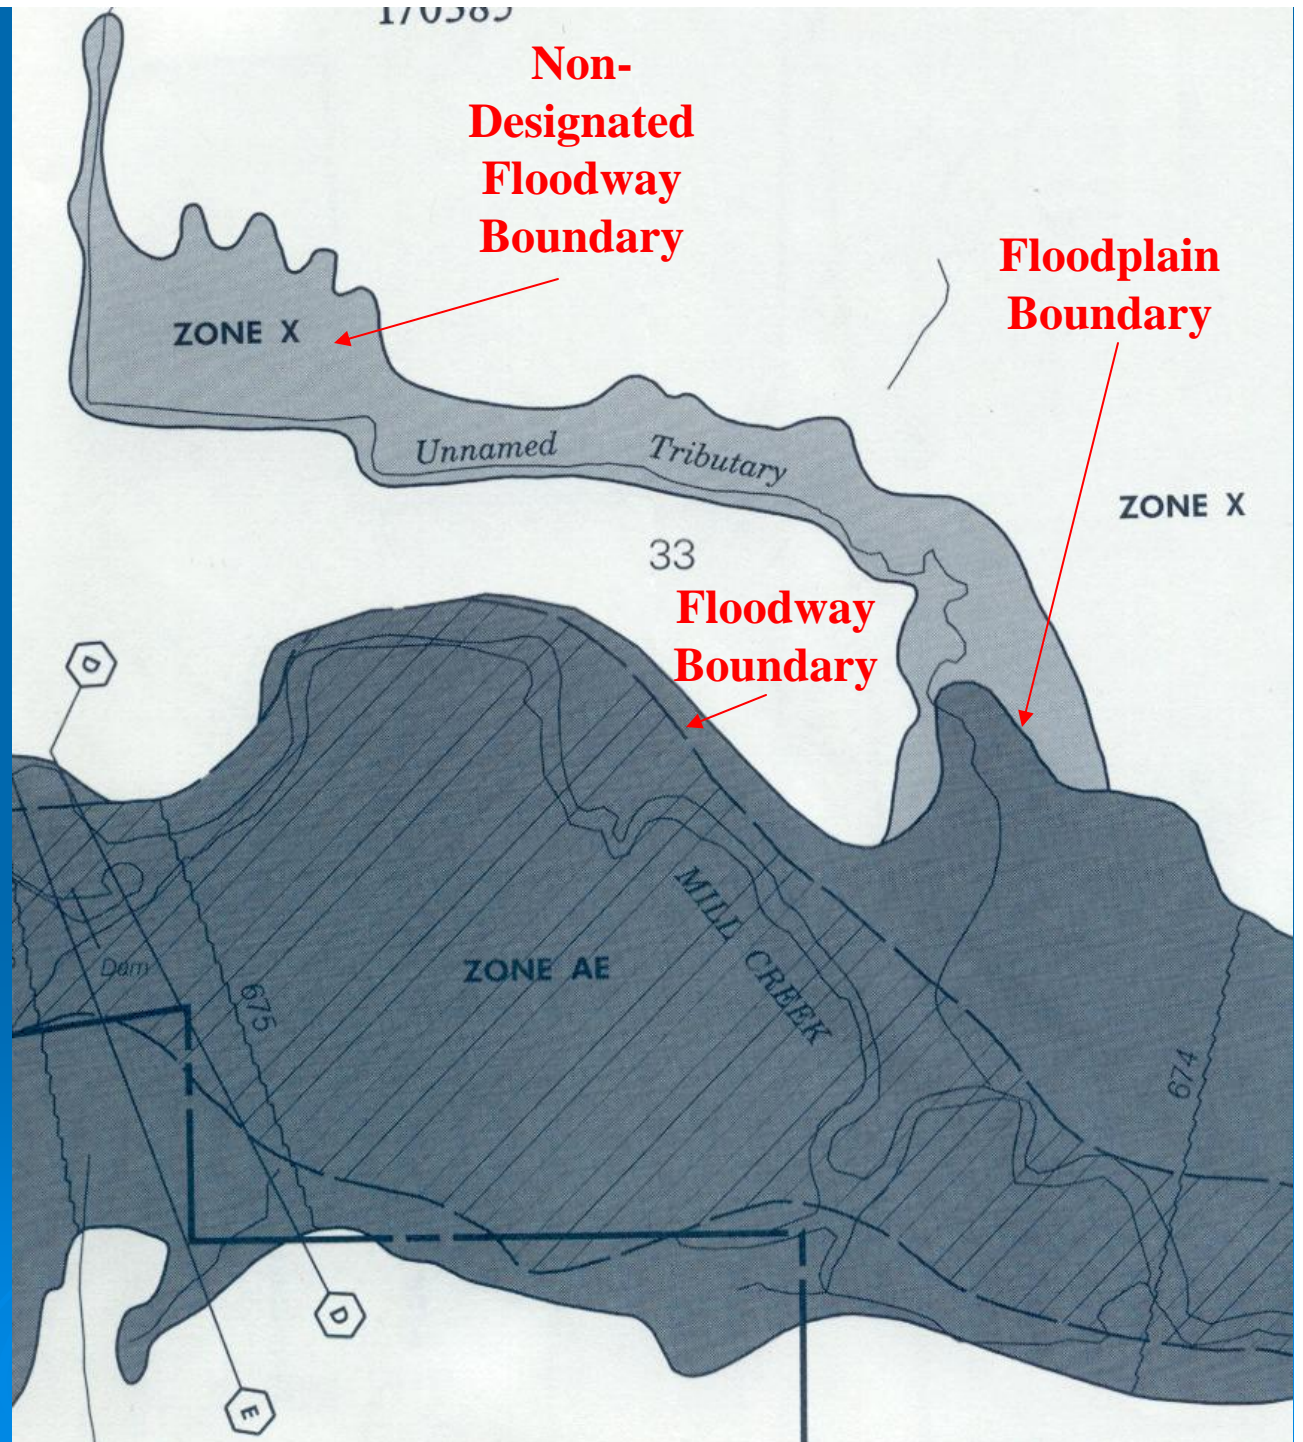 170385
Non-
Designated
Floodway
Boundary
Floodplain
Boundary
ZONE X
Unnamed Tributary
ZONE X
33
Floodway
Boundary
D
MILL CREEK
ZONE AE
Dam
675
674
D
E